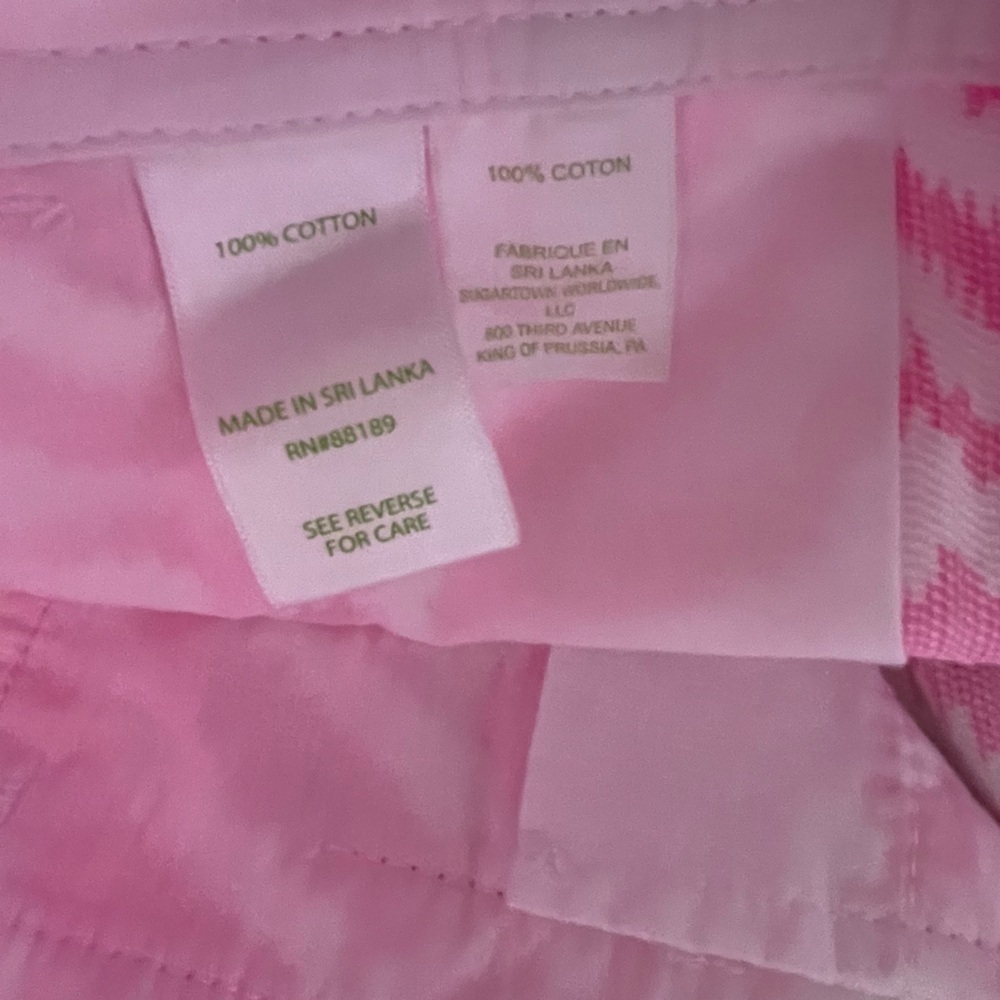 100% COTTON
MADE IN SRI LANKA
RN#88189
SEE REVERSE
FOR CARE
100% COTON
FABRIQUE EN
SRI LANKA
SUGARTOWN WORLDWIDE,
LLC
800 THIRD AVENUE
KING OF PRUSSIA, PA